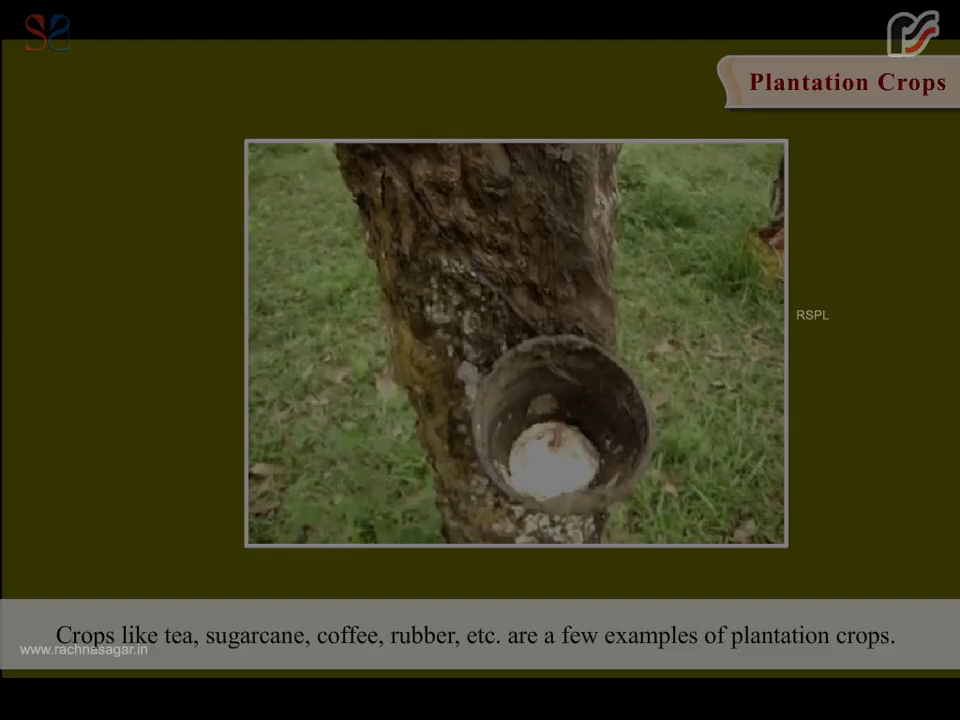 Plantation Crops
RSPL
Crops like tea, sugarcane, coffee, rubber, etc. are a few examples of plantation crops.
www.rachnasagar.in